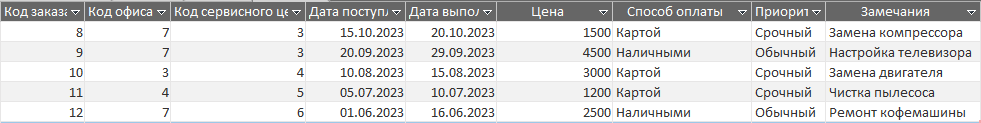 Код заказа Код офиса Код сервисного це Дата поступл Дата выпол Цена Способ оплаты Приорит Замечания
8 7 3 15.10.2023 20.10.2023 1500 Картой Срочный Замена компрессора
9 7 3 20.09.2023 29.09.2023 4500 Наличными Обычный Настройка телевизора
10 3 4 10.08.2023 15.08.2023 3000 Картой Срочный Замена двигателя
11 4 5 05.07.2023 10.07.2023 1200 Картой Срочный Чистка пылесоса
12 7 6 01.06.2023 16.06.2023 2500 Наличными Обычный Ремонт кофемашины